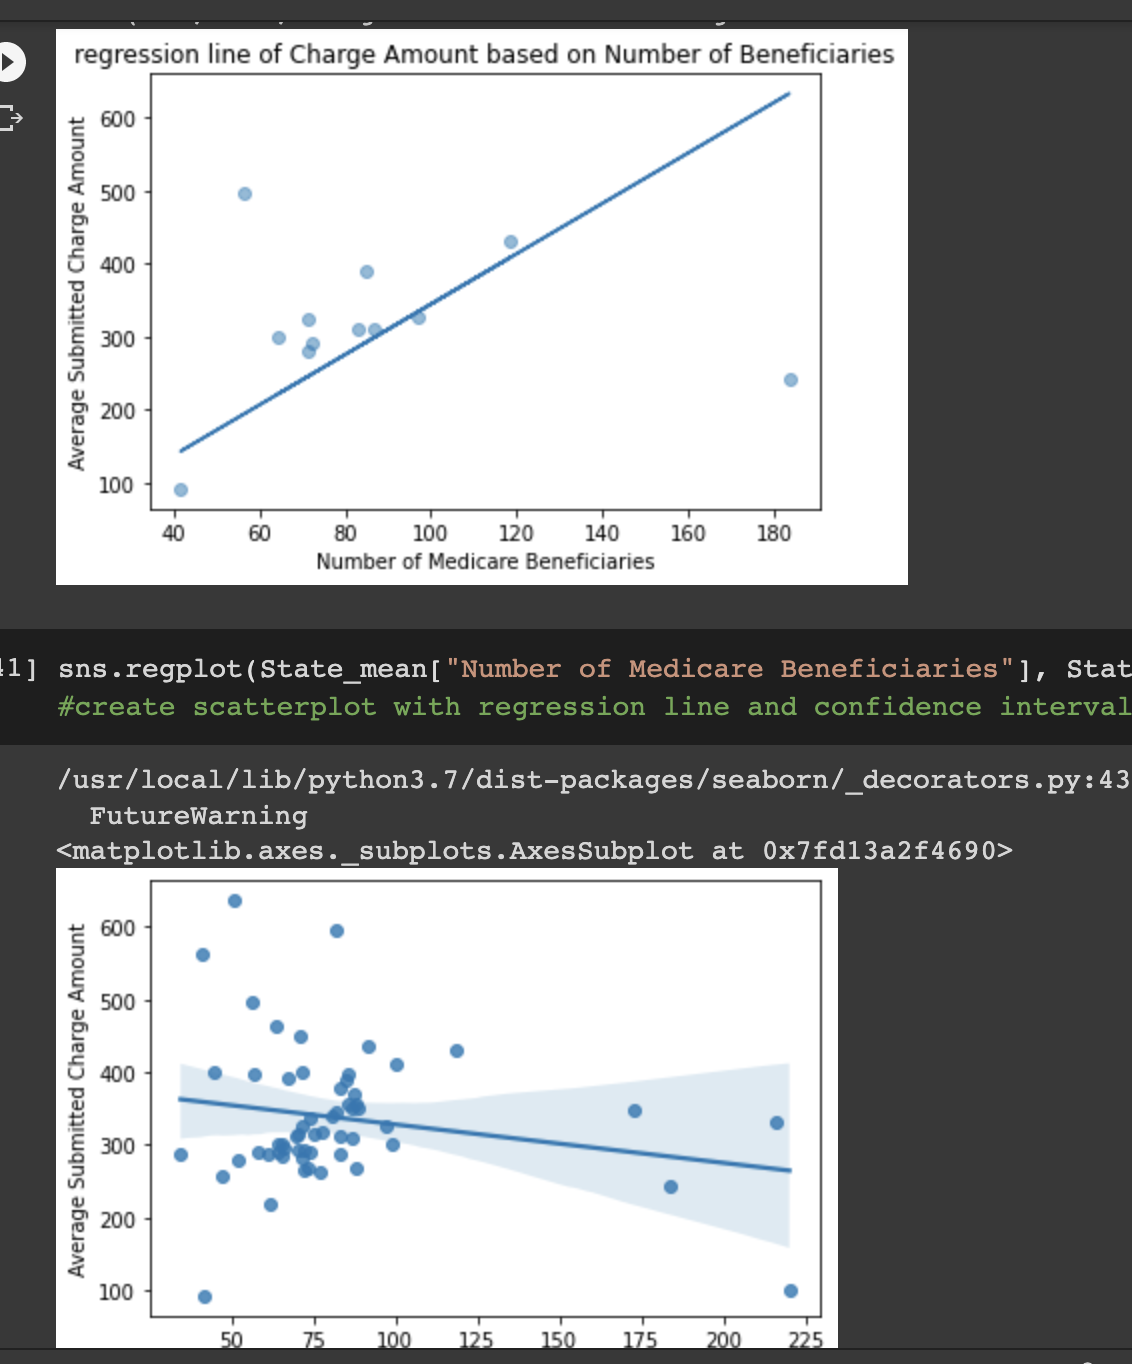 regression line of Charge Amount based on Number of Beneficiaries
600
500
400
300
200
100
Average Submitted Charge Amount
40 60 80 100 120 140 160 180
Number of Medicare Beneficiaries
41] sns.regplot(State_mean["Number of Medicare Beneficiaries"], Stat
#create scatterplot with regression line and confidence interval
/usr/local/lib/python3.7/dist-packages/seaborn/_decorators.py:43
FutureWarning
<matplotlib.axes._subplots.AxesSubplot at 0x7fd13a2f4690>
600
500
400
300
200
100
Average Submitted Charge Amount
50 75 100 125 150 175 200 225